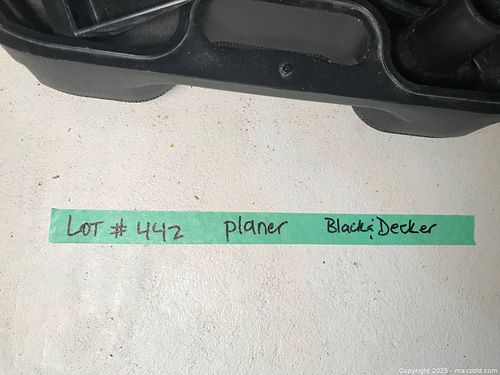 LOT # 442 planer Black & Decker
Copyright 2025 - maxsold.com